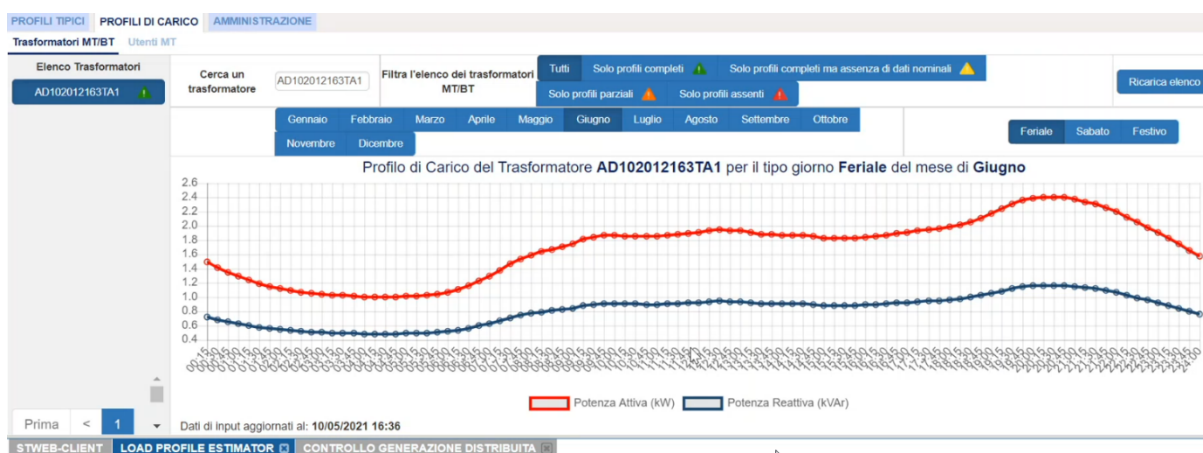 PROFILI TIPICI PROFILI DI CARICO AMMINISTRAZIONE
Trasformatori MT/BT Utenti MT
Elenco Trasformatori
AD102012163TA1
Cerca un trasformatore
AD102012163TA1
Filtra l'elenco dei trasformatori MT/BT
Tutti Solo profili completi Solo profili completi ma assenza di dati nominali
Solo profili parziali Solo profili assenti
Ricarica elenco
Gennaio Febbraio Marzo Aprile Maggio Giugno Luglio Agosto Settembre Ottobre
Novembre Dicembre
Feriale Sabato Festivo
Profilo di Carico del Trasformatore AD102012163TA1 per il tipo giorno Feriale del mese di Giugno
2.6
2.4
2.2
2.0
1.8
1.6
1.4
1.2
1.0
0.8
0.6
0.4
Potenza Attiva (kW) Potenza Reattiva (kVAr)
Prima < 1
Dati di input aggiornati al: 10/05/2021 16:36
STWEB-CLIENT LOAD PROFILE ESTIMATOR CONTROLLO GENERAZIONE DISTRIBUITA